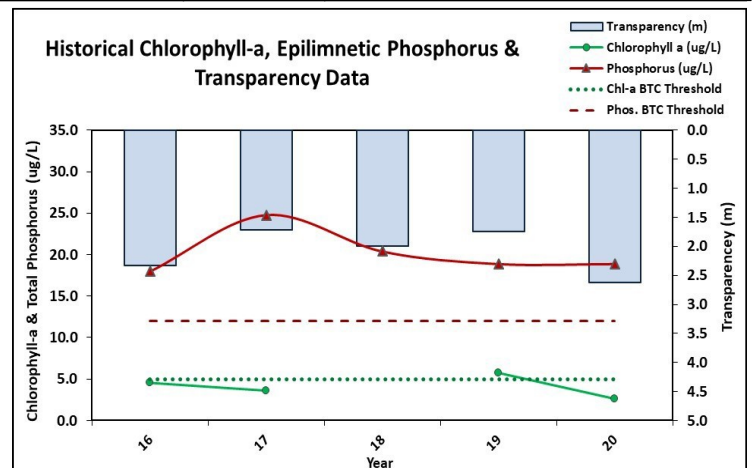 Historical Chlorophyll-a, Epilimnetic Phosphorus &
Transparency Data
Transparency (m)
Chlorophyll a (ug/L)
Phosphorus (ug/L)
Chl-a BTC Threshold
Phos. BTC Threshold
Chlorophyll-a & Total Phosphorus (ug/L)
35.0
30.0
25.0
20.0
15.0
10.0
5.0
0.0
0.0
0.5
1.0
1.5
2.0
2.5
3.0
3.5
4.0
4.5
5.0
Transparencey (m)
16
17
18
19
20
Year